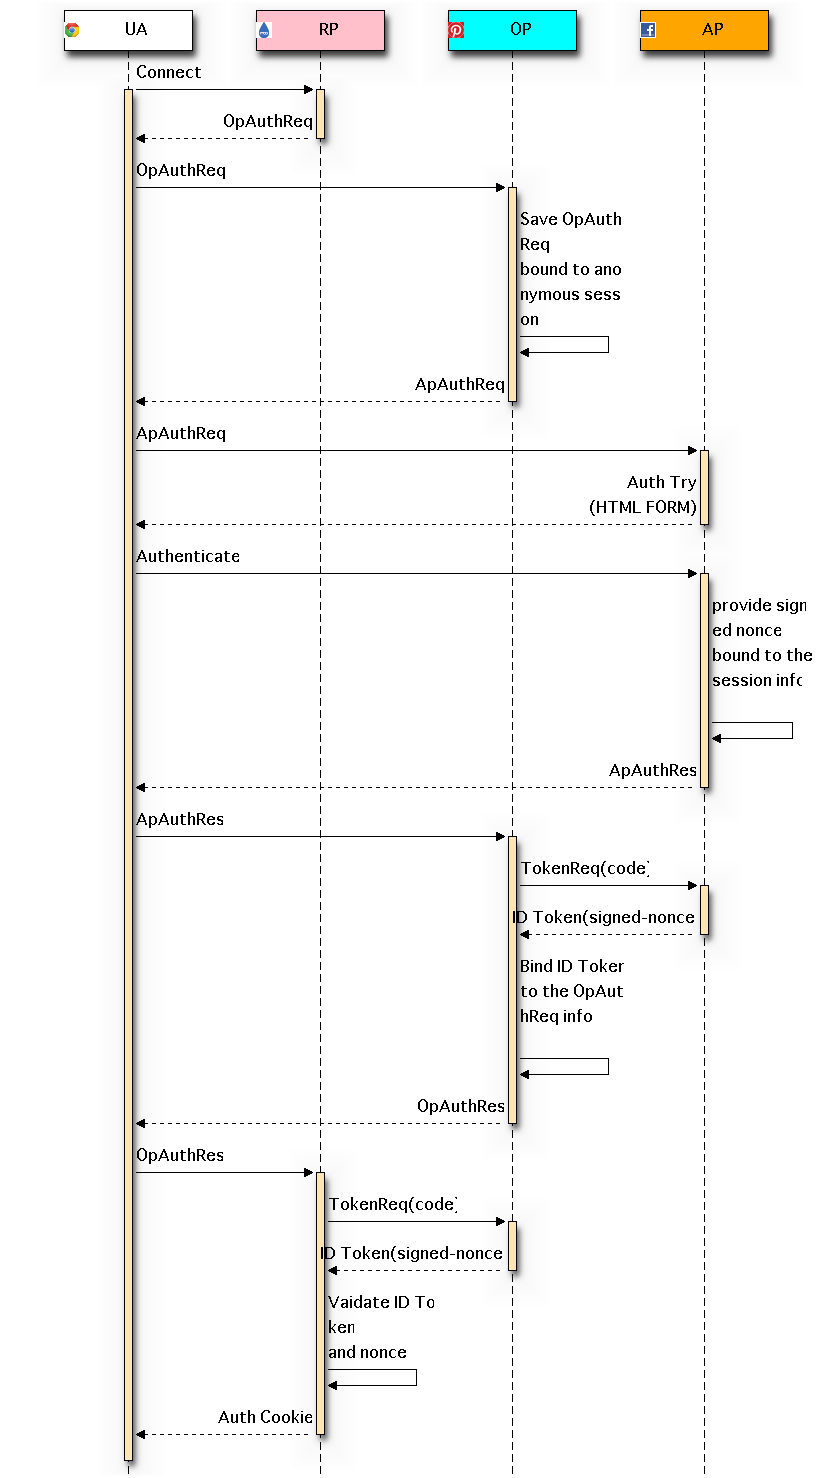 UA
RP
OP
AP
Connect
OpAuthReq
OpAuthReq
Save OpAuth
Req
bound to ano
nymous sess
on
ApAuthReq
ApAuthReq
Auth Try
(HTML FORM)
Authenticate
provide sign
ed nonce
bound to the
session info
ApAuthRes
ApAuthRes
TokenReq(code)
ID Token(signed-nonce
Bind ID Token
to the OpAut
hReq info
OpAuthRes
OpAuthRes
TokenReq(code)
ID Token(signed-nonce
Vaidate ID To
ken
and nonce
Auth Cookie